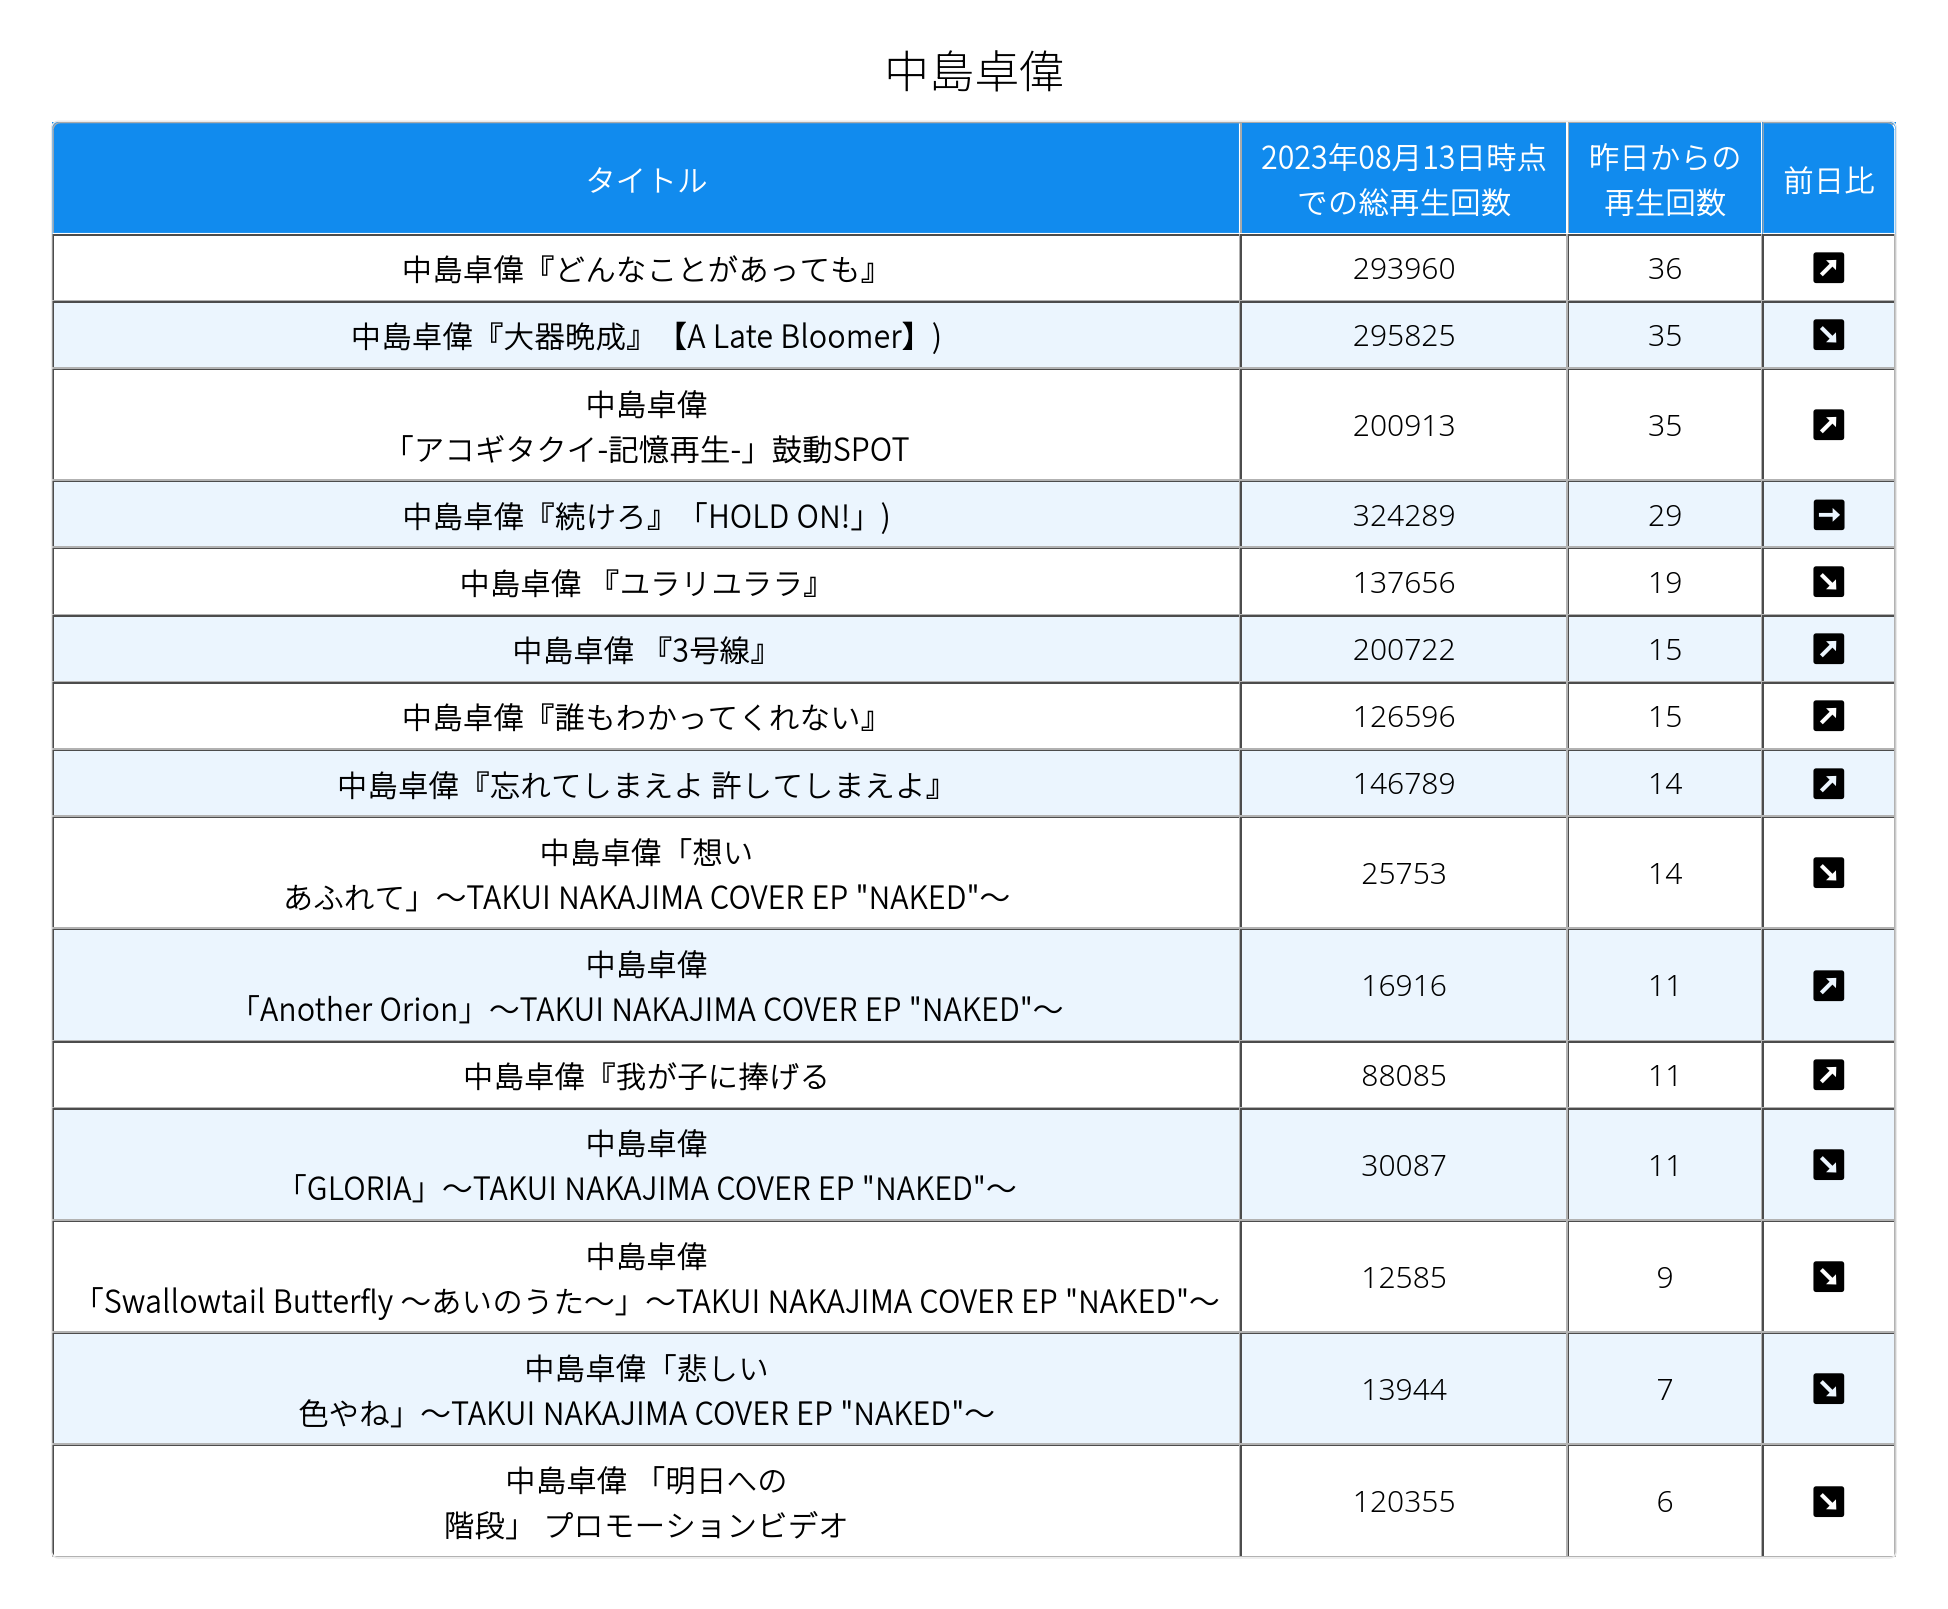 中島卓偉
タイトル
2023年08月13日時点
での総再生回数
昨日からの
再生回数
前日比
中島卓偉『どんなことがあっても』
293960
36
中島卓偉『大器晩成』【A Late Bloomer】)
295825
35
中島卓偉
「アコギタクイ-記憶再生-」鼓動SPOT
200913
35
中島卓偉『続けろ』「HOLD ON!」)
324289
29
中島卓偉 『ユラリユララ』
137656
19
中島卓偉 『3号線』
200722
15
中島卓偉『誰もわかってくれない』
126596
15
中島卓偉『忘れてしまえよ 許してしまえよ』
146789
14
中島卓偉「想い
あふれて」～TAKUI NAKAJIMA COVER EP "NAKED"～
25753
14
中島卓偉
「Another Orion」～TAKUI NAKAJIMA COVER EP "NAKED"～
16916
11
中島卓偉『我が子に捧げる
88085
11
中島卓偉
「GLORIA」～TAKUI NAKAJIMA COVER EP "NAKED"～
30087
11
中島卓偉
「Swallowtail Butterfly ～あいのうた～」～TAKUI NAKAJIMA COVER EP "NAKED"～
12585
9
中島卓偉「悲しい
色やね」～TAKUI NAKAJIMA COVER EP "NAKED"～
13944
7
中島卓偉 「明日への
階段」 プロモーションビデオ
120355
6